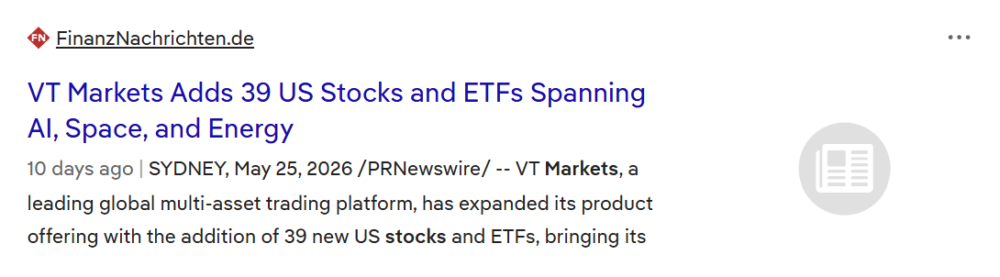 FN FinanzNachrichten.de
VT Markets Adds 39 US Stocks and ETFs Spanning
AI, Space, and Energy
10 days ago | SYDNEY, May 25, 2026 /PRNewswire/ -- VT Markets, a
leading global multi-asset trading platform, has expanded its product
offering with the addition of 39 new US stocks and ETFs, bringing its